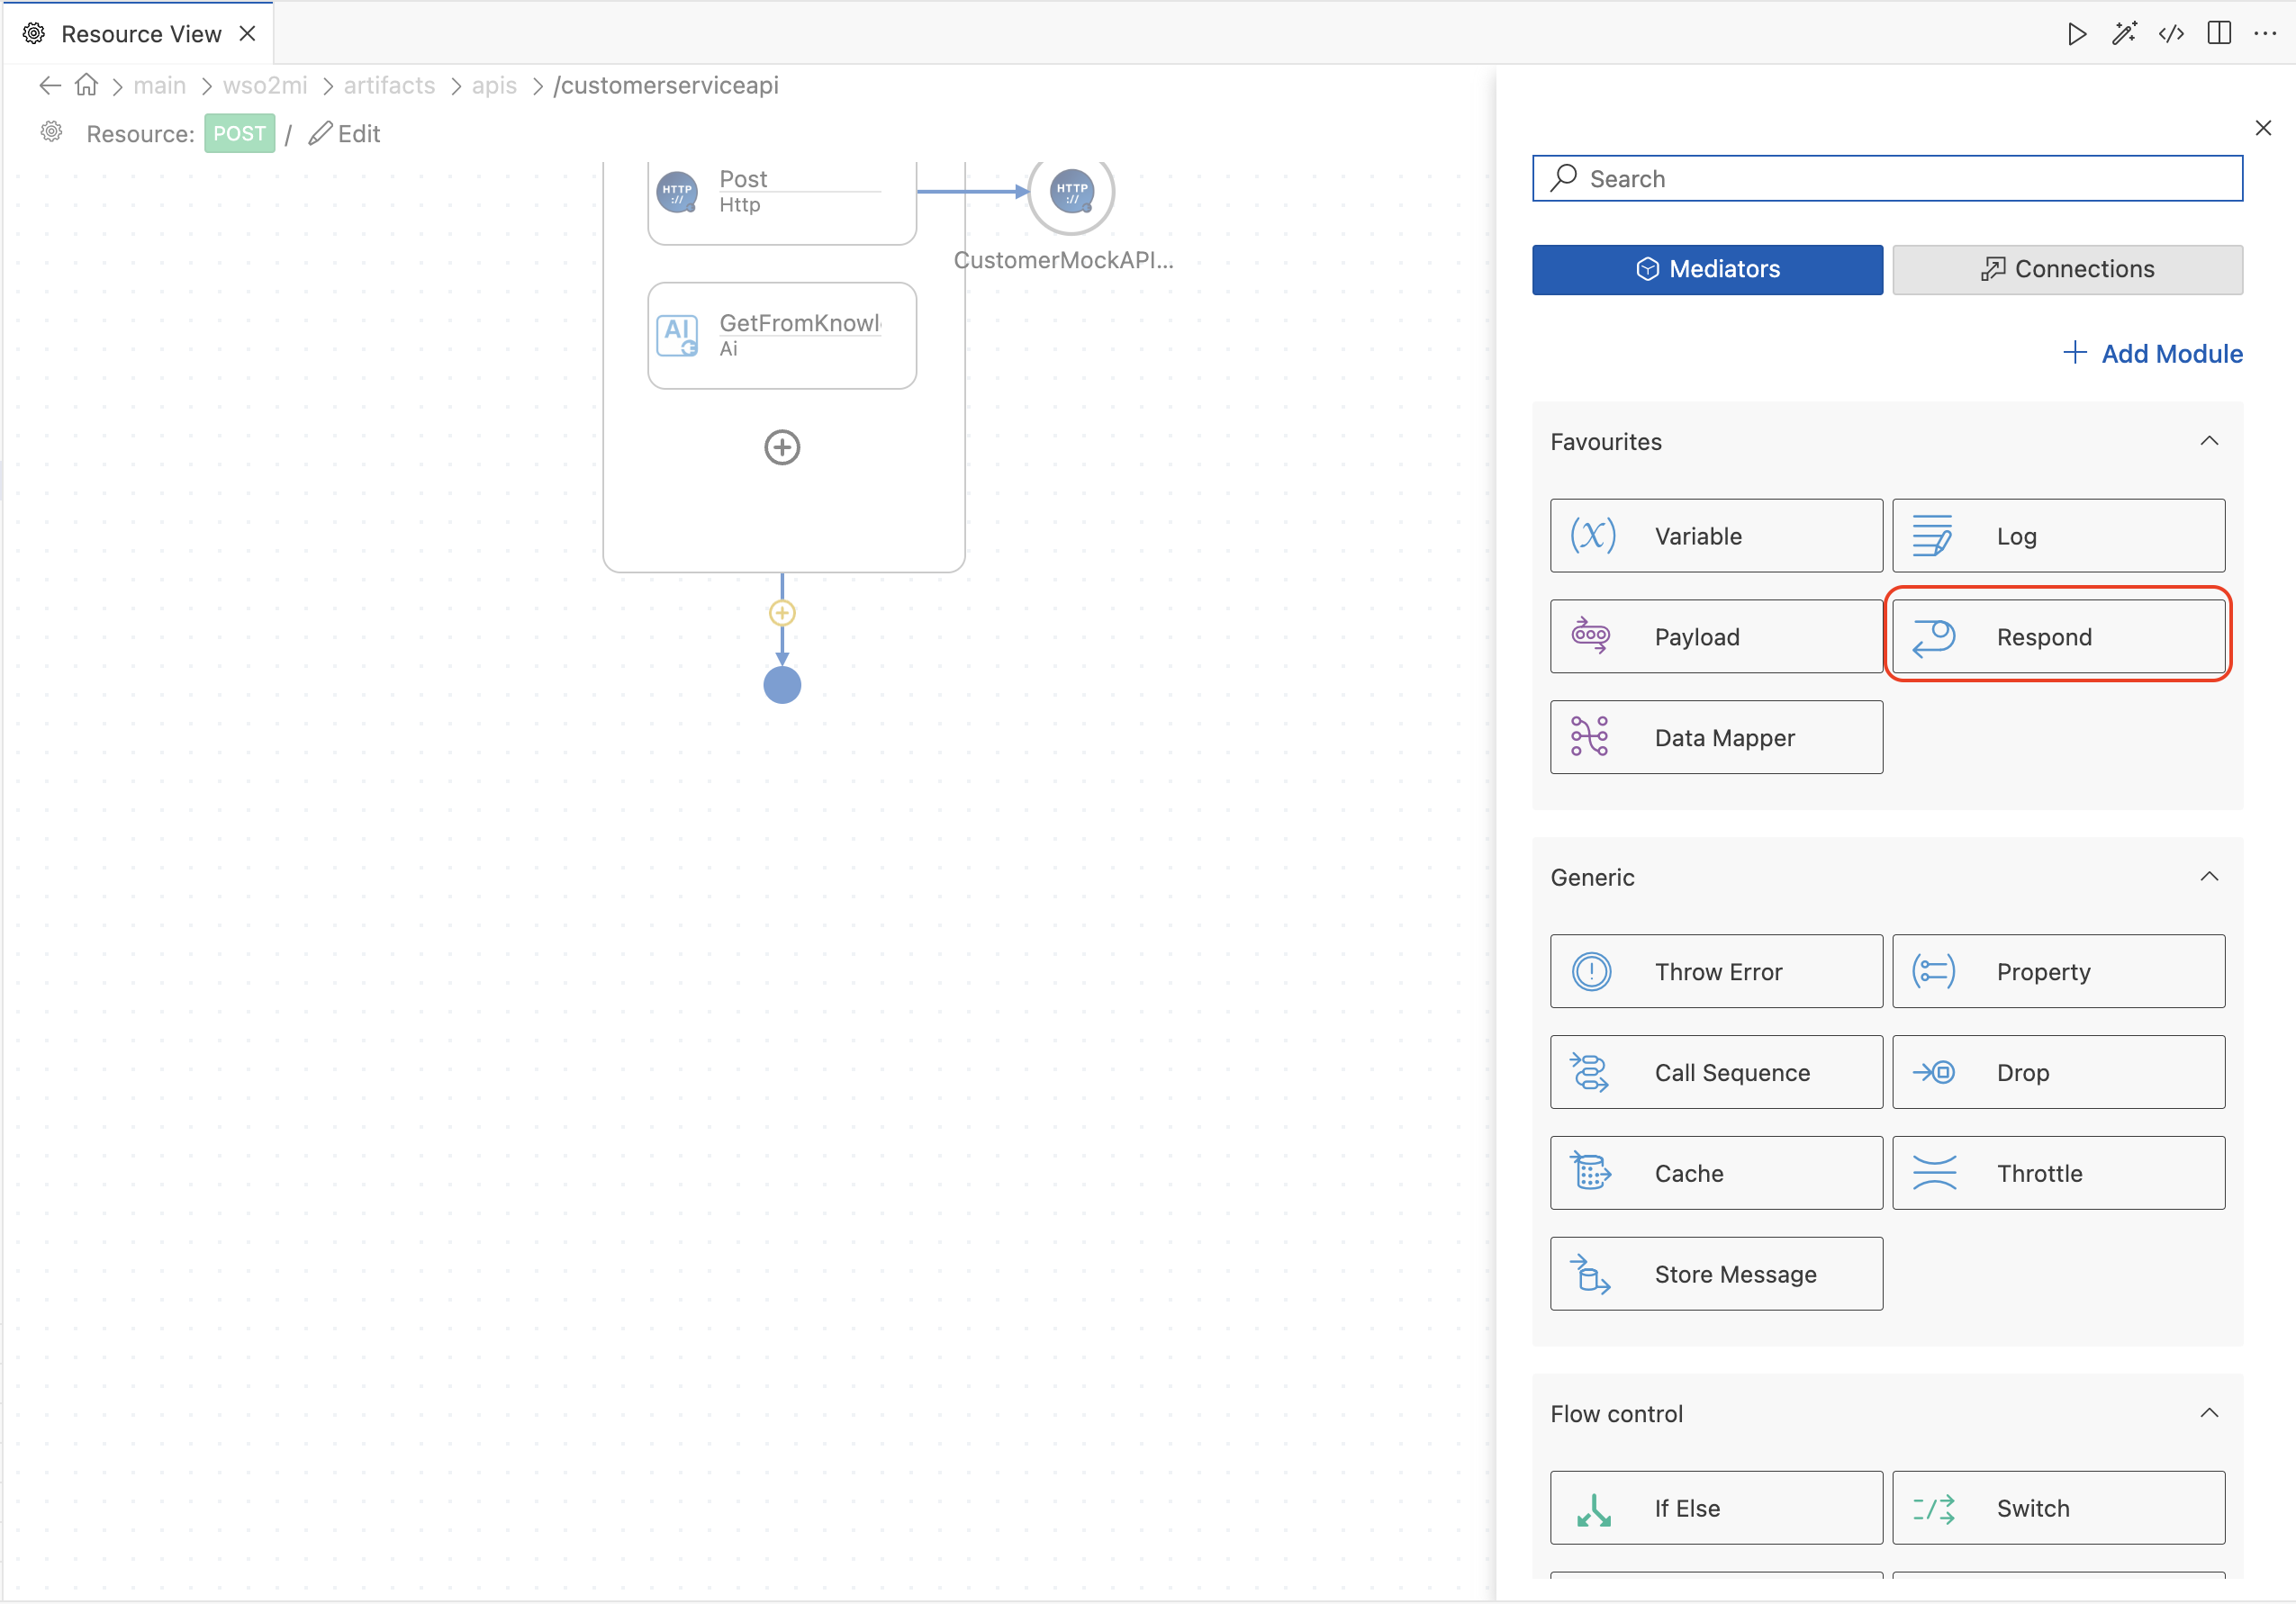 Resource View
main > wso2mi > artifacts > apis > /customerserviceapi
Resource: POST / Edit
HTTP ://
Post
Http
HTTP ://
CustomerMockAPI...
AI
GetFromKnowl
Ai
Search
Mediators
Connections
+ Add Module
Favourites
Variable
Log
Payload
Respond
Data Mapper
Generic
Throw Error
Property
Call Sequence
Drop
Cache
Throttle
Store Message
Flow control
If Else
Switch